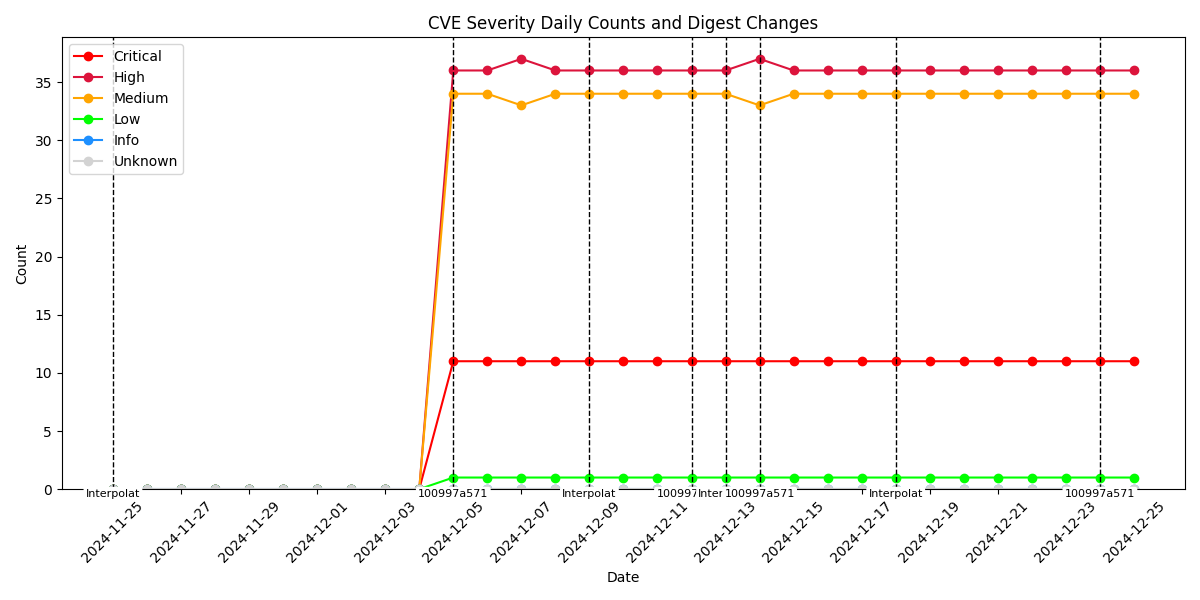 CVE Severity Daily Counts and Digest Changes
Critical
High
Medium
Low
Info
Unknown
Count
35
30
25
20
15
10
5
0
Interpolat
100997a571
Interpolat
100997
Inter
100997a571
Interpolat
100997a571
2024-11-25
2024-11-27
2024-11-29
2024-12-01
2024-12-03
2024-12-05
2024-12-07
2024-12-09
2024-12-11
2024-12-13
2024-12-15
2024-12-17
2024-12-19
2024-12-21
2024-12-23
2024-12-25
Date